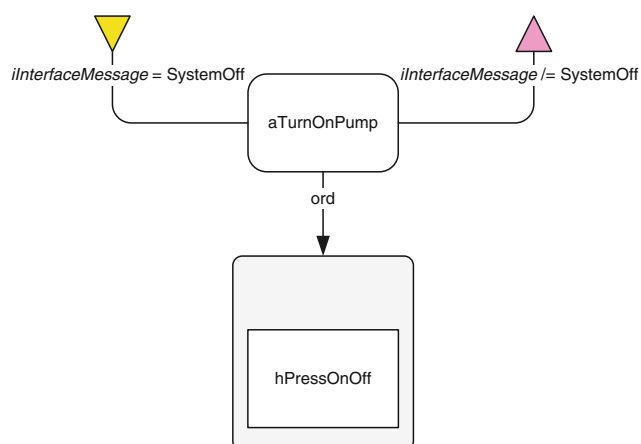 iInterfaceMessage = SystemOff
iInterfaceMessage /= SystemOff
aTurnOnPump
ord
hPressOnOff